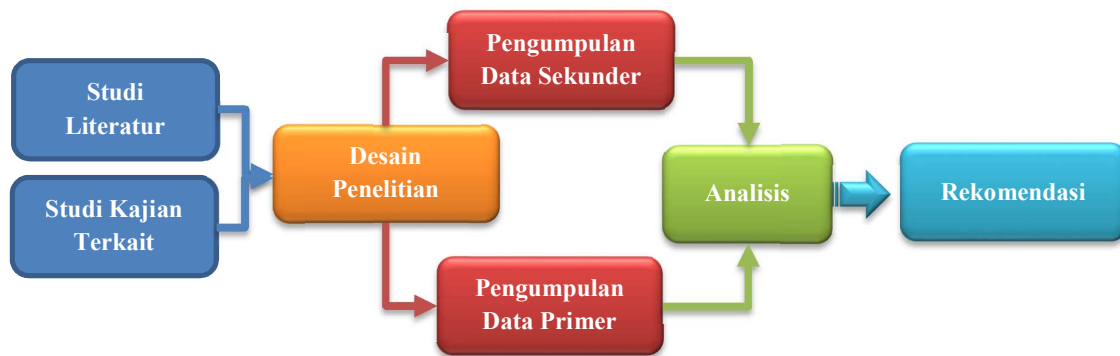 Studi
Literatur
Studi Kajian
Terkait
Desain
Penelitian
Pengumpulan
Data Sekunder
Pengumpulan
Data Primer
Analisis
Rekomendasi